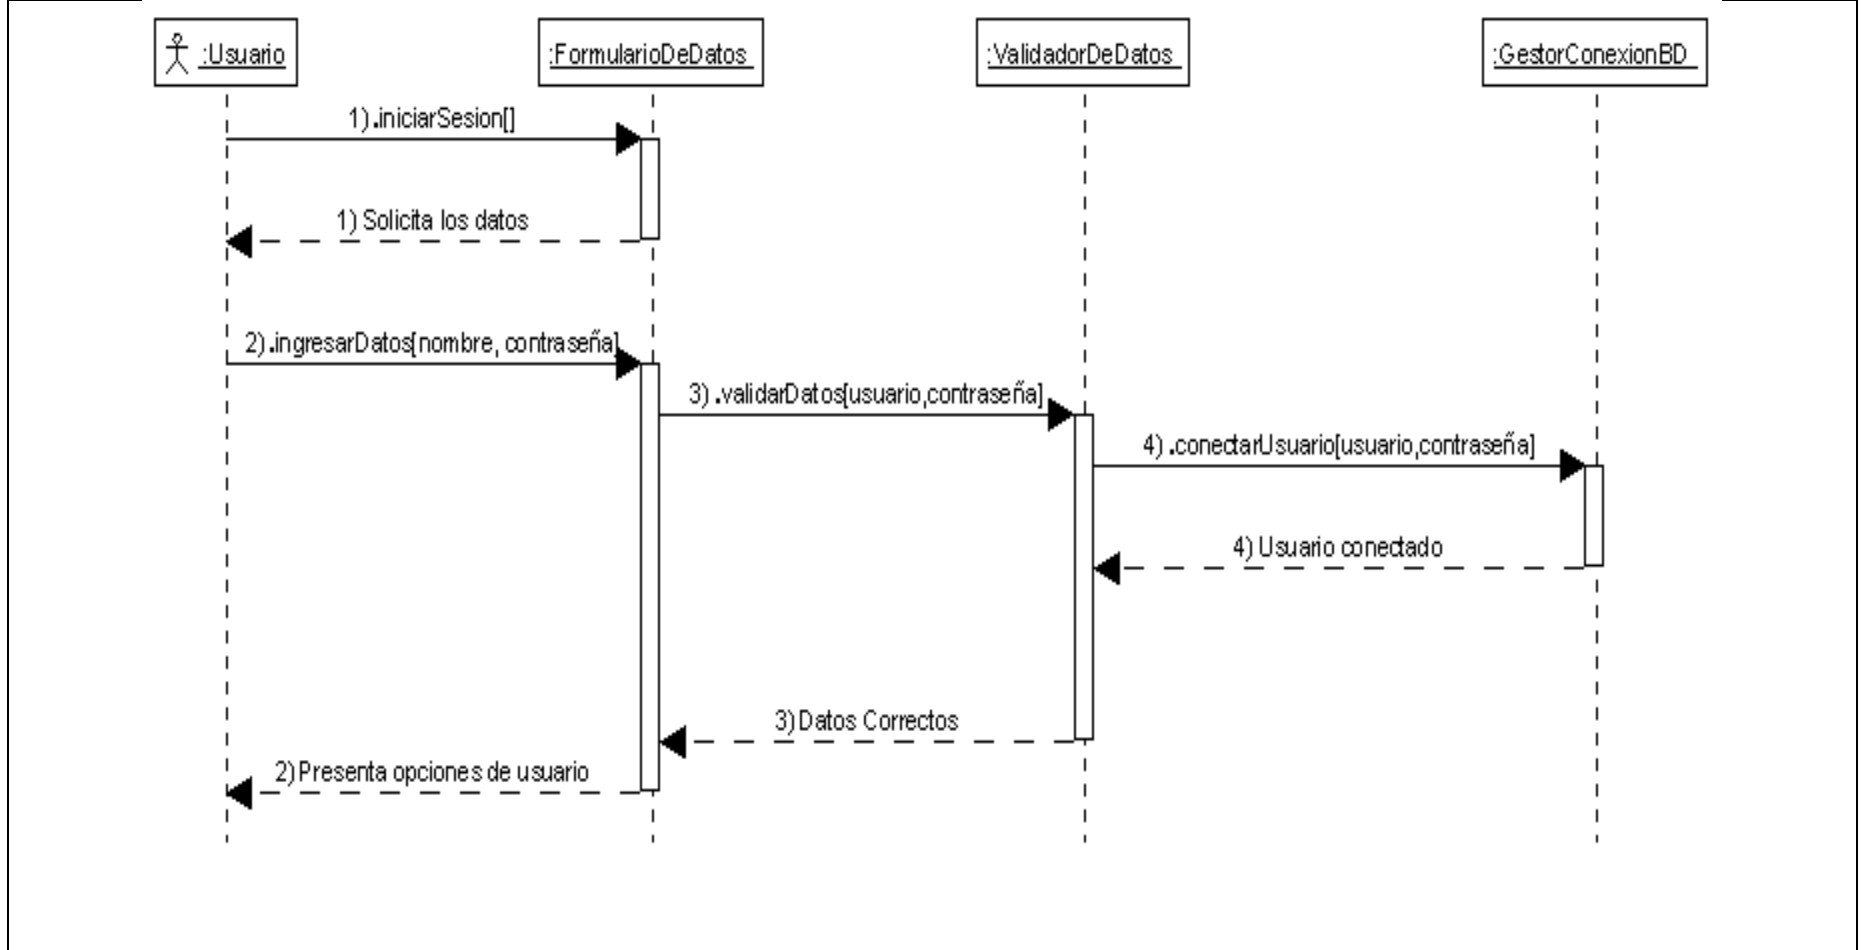 :Usuario
:FormularioDeDatos
:ValidadorDeDatos
:GestorConexionBD
1) .iniciarSesion[]
1) Solicita los datos
2) .ingresarDatos[nombre, contraseña]
3) .validarDatos[usuario,contraseña]
4) .conectarUsuario[usuario,contraseña]
4) Usuario conectado
3) Datos Correctos
2) Presenta opciones de usuario